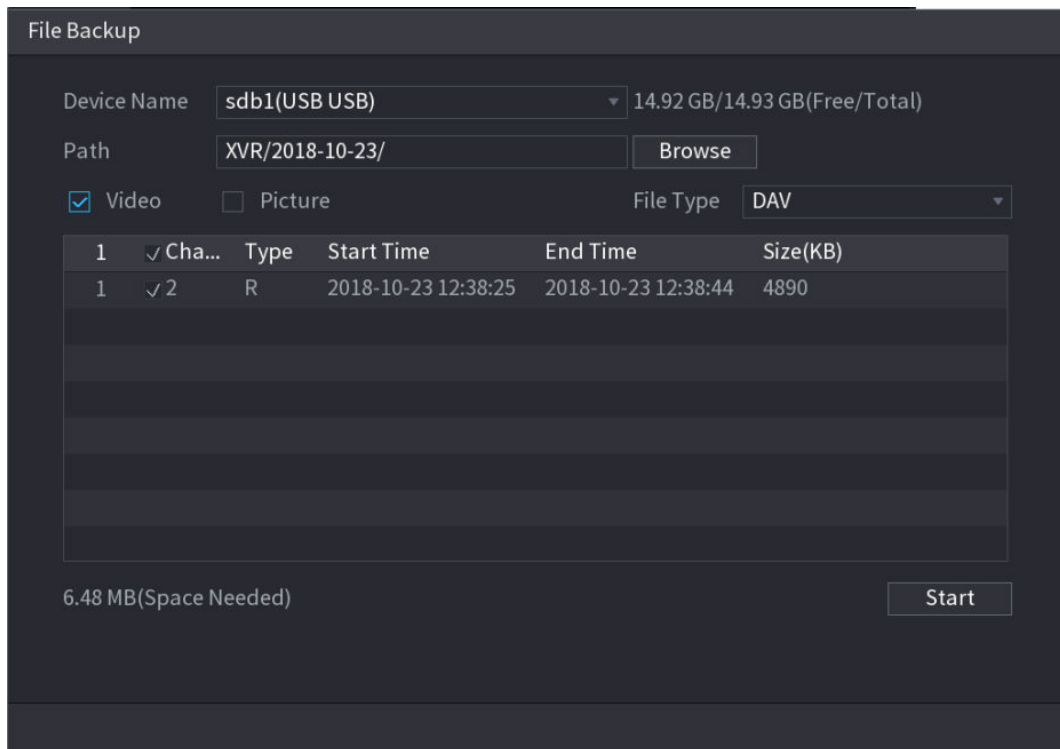 File Backup
Device Name sdb1(USB USB) 14.92 GB/14.93 GB(Free/Total)
Path XVR/2018-10-23/ Browse
Video Picture File Type DAV
1 Cha... Type Start Time End Time Size(KB)
1 2 R 2018-10-23 12:38:25 2018-10-23 12:38:44 4890
6.48 MB(Space Needed) Start